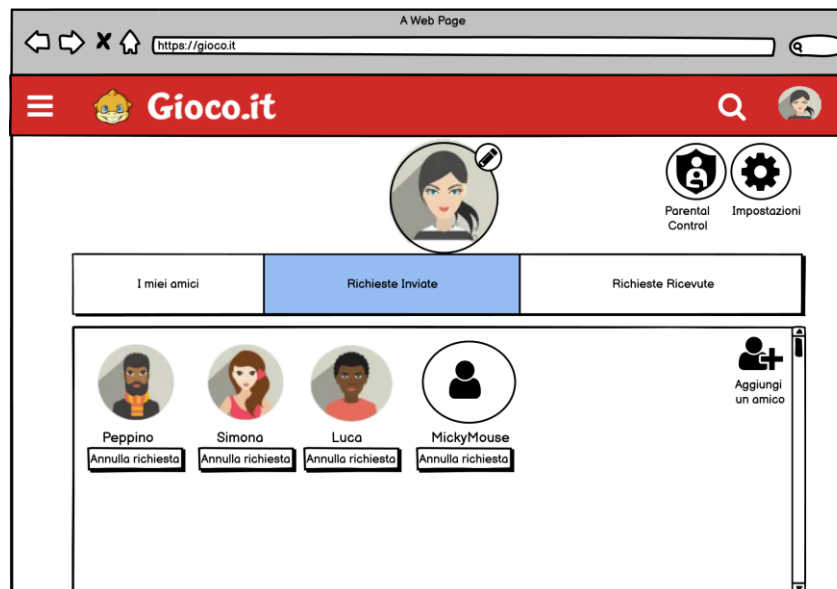 A Web Page
https://gioco.it
Gioco.it
Parental
Control
Impostazioni
I miei amici
Richieste Inviate
Richieste Ricevute
Aggiungi
un amico
Peppino
Simona
Luca
MickyMouse
Annulla richiesta
Annulla richiesta
Annulla richiesta
Annulla richiesta